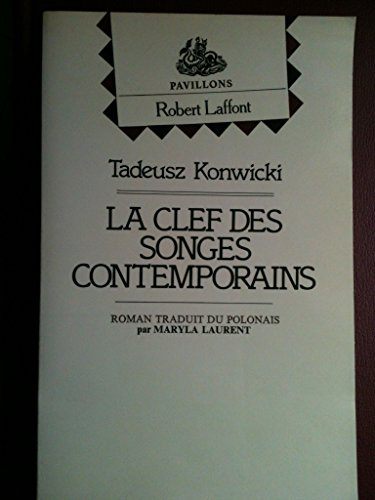 PAVILLONS
Robert Laffont
Tadeusz Konwicki
LA CLEF DES
SONGES
CONTEMPORAINS
ROMAN TRADUIT DU POLONAIS
par MARYLA LAURENT